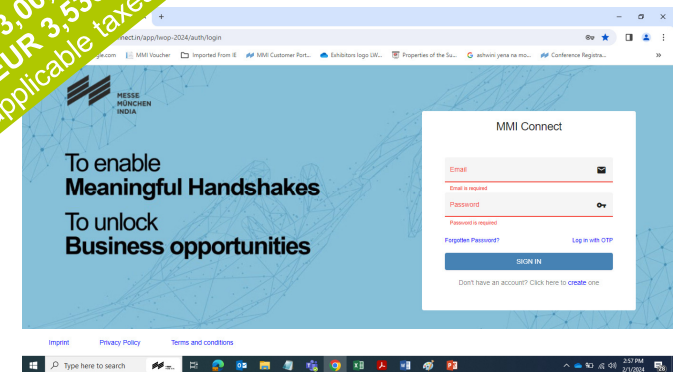 3,00
EUR 3,53
applicable taxes
nect.in/app/lwop-2024/auth/login
gle.com
MMI Voucher
Imported From IE
MMI Customer Port...
Exhibitors logo LW...
Properties of the Su...
ashwini yena na mo...
Conference Registra...
MESSE
MÜNCHEN
INDIA
To enable
Meaningful Handshakes
To unlock
Business opportunities
MMI Connect
Email
Email is required
Password
Password is required
Forgotten Password?
Log in with OTP
SIGN IN
Don't have an account? Click here to create one
Imprint
Privacy Policy
Terms and conditions
Type here to search
2:57 PM
2/1/2024